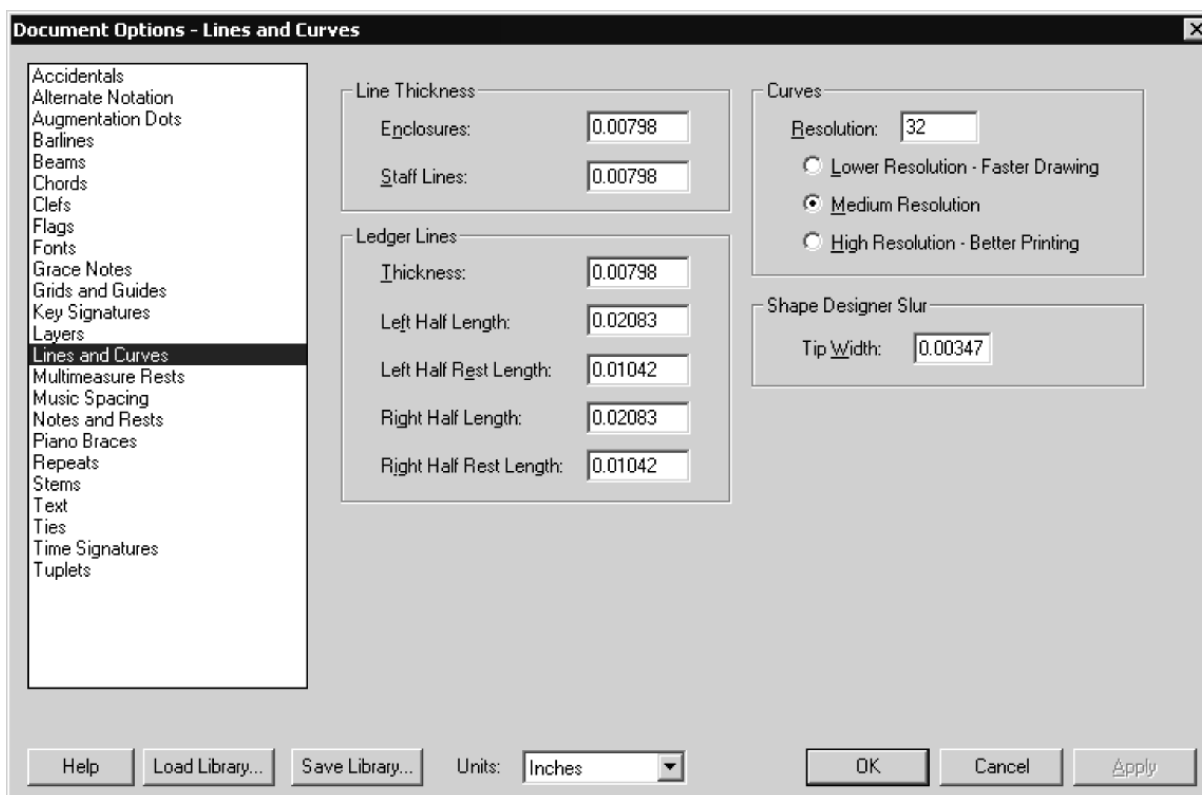 Document Options - Lines and Curves
Accidentals
Alternate Notation
Augmentation Dots
Barlines
Beams
Chords
Clefs
Flags
Fonts
Grace Notes
Grids and Guides
Key Signatures
Layers
Lines and Curves
Multimeasure Rests
Music Spacing
Notes and Rests
Piano Braces
Repeats
Stems
Text
Ties
Time Signatures
Tuplets
Line Thickness
Enclosures: 0.00798
Staff Lines: 0.00798
Ledger Lines
Thickness: 0.00798
Left Half Length: 0.02083
Left Half Rest Length: 0.01042
Right Half Length: 0.02083
Right Half Rest Length: 0.01042
Curves
Resolution: 32
Lower Resolution - Faster Drawing
Medium Resolution
High Resolution - Better Printing
Shape Designer Slur
Tip Width: 0.00347
Help Load Library... Save Library... Units: Inches OK Cancel Apply